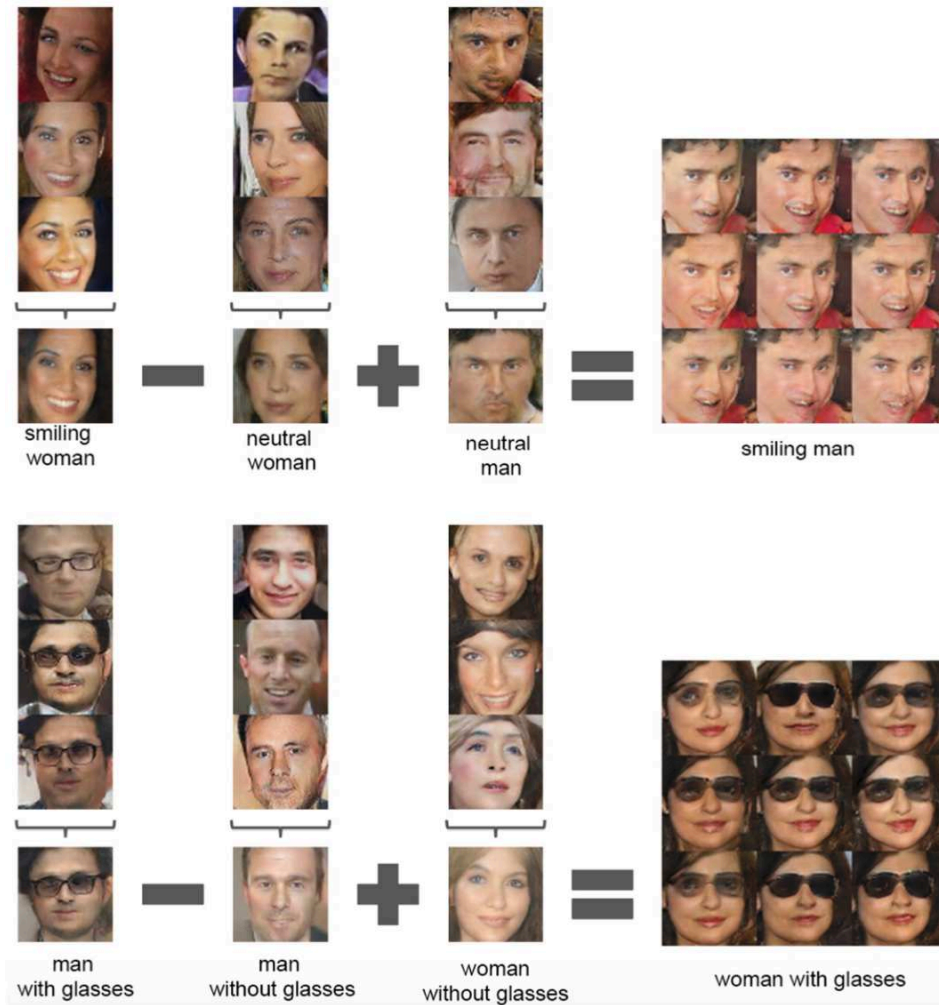 smiling
woman
neutral
woman
neutral
man
smiling man
man
with glasses
man
without glasses
woman
without glasses
woman with glasses